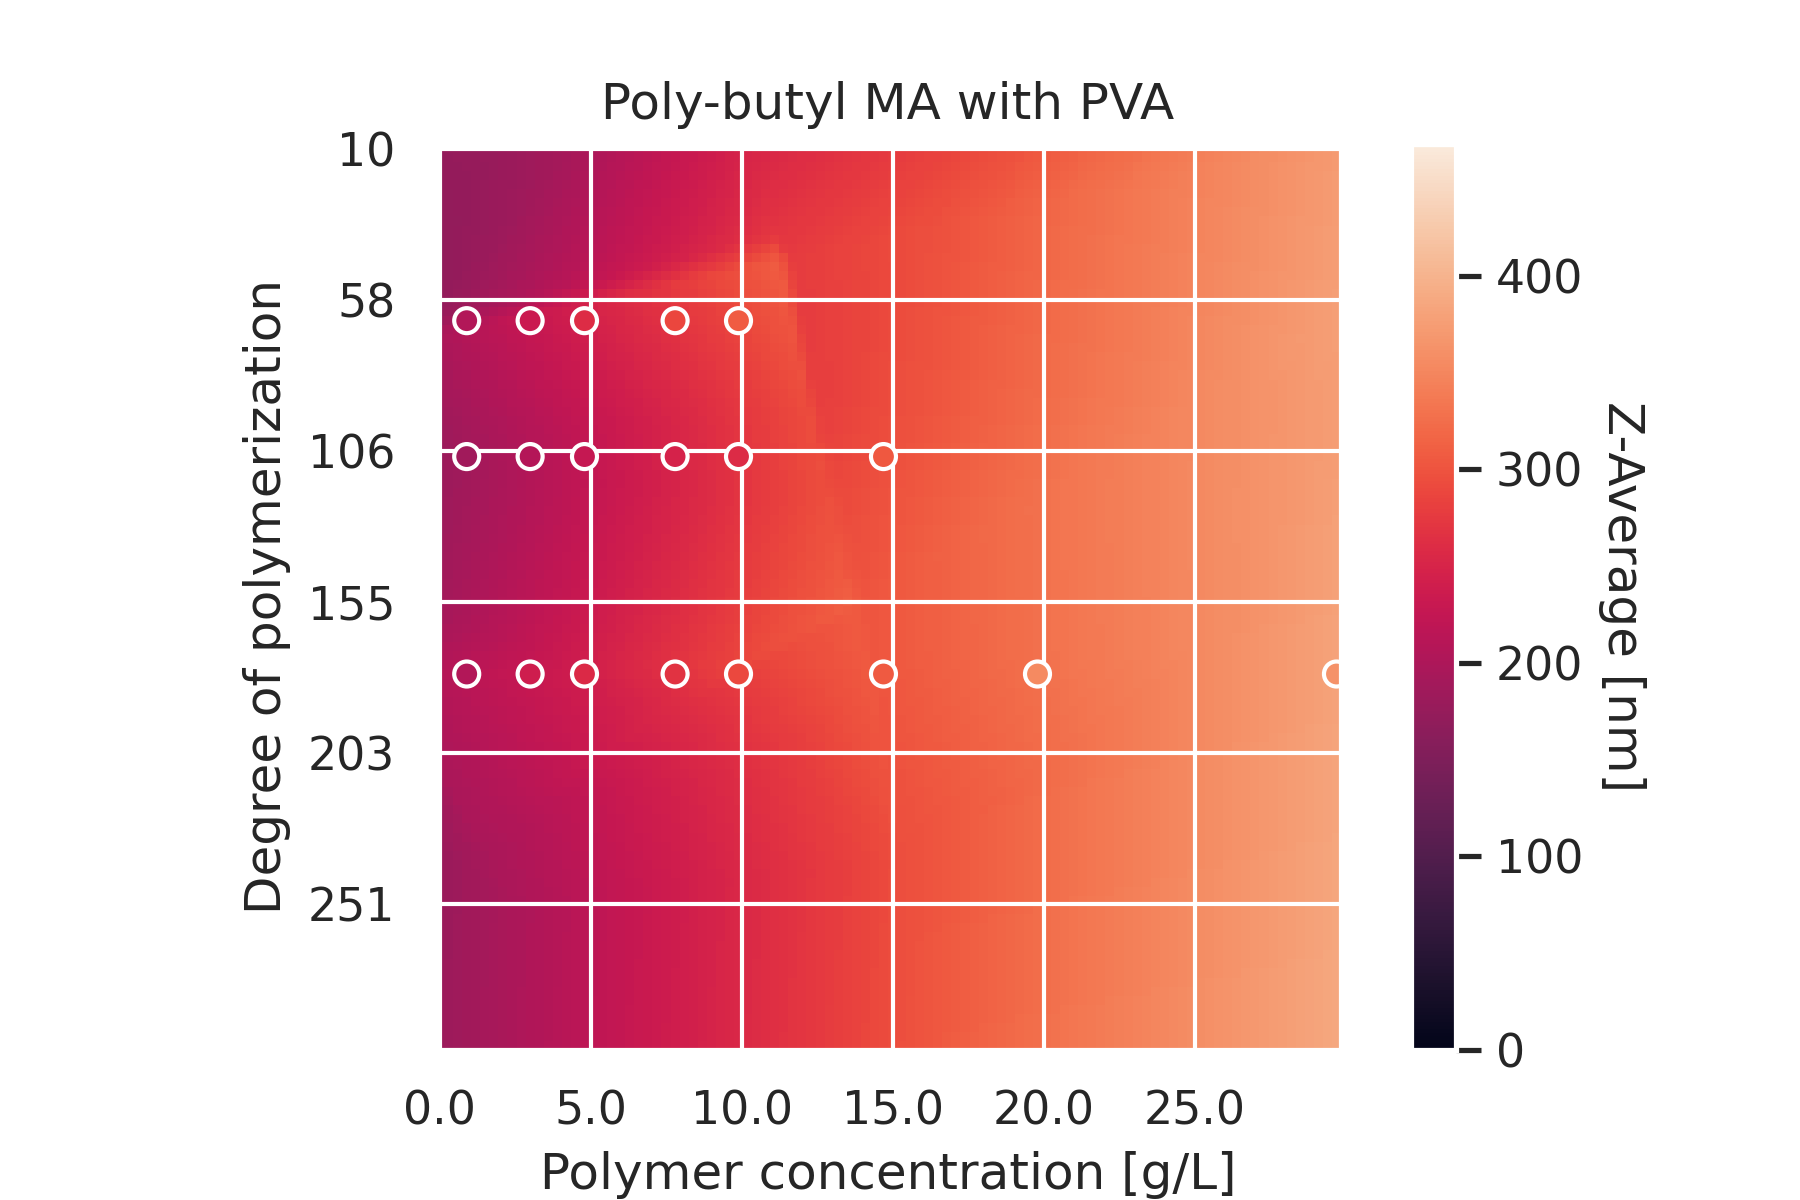 Poly-butyl MA with PVA
Degree of polymerization
10
58
106
155
203
251
0.0 5.0 10.0 15.0 20.0 25.0
Polymer concentration [g/L]
400
300
200
100
0
Z-Average [nm]